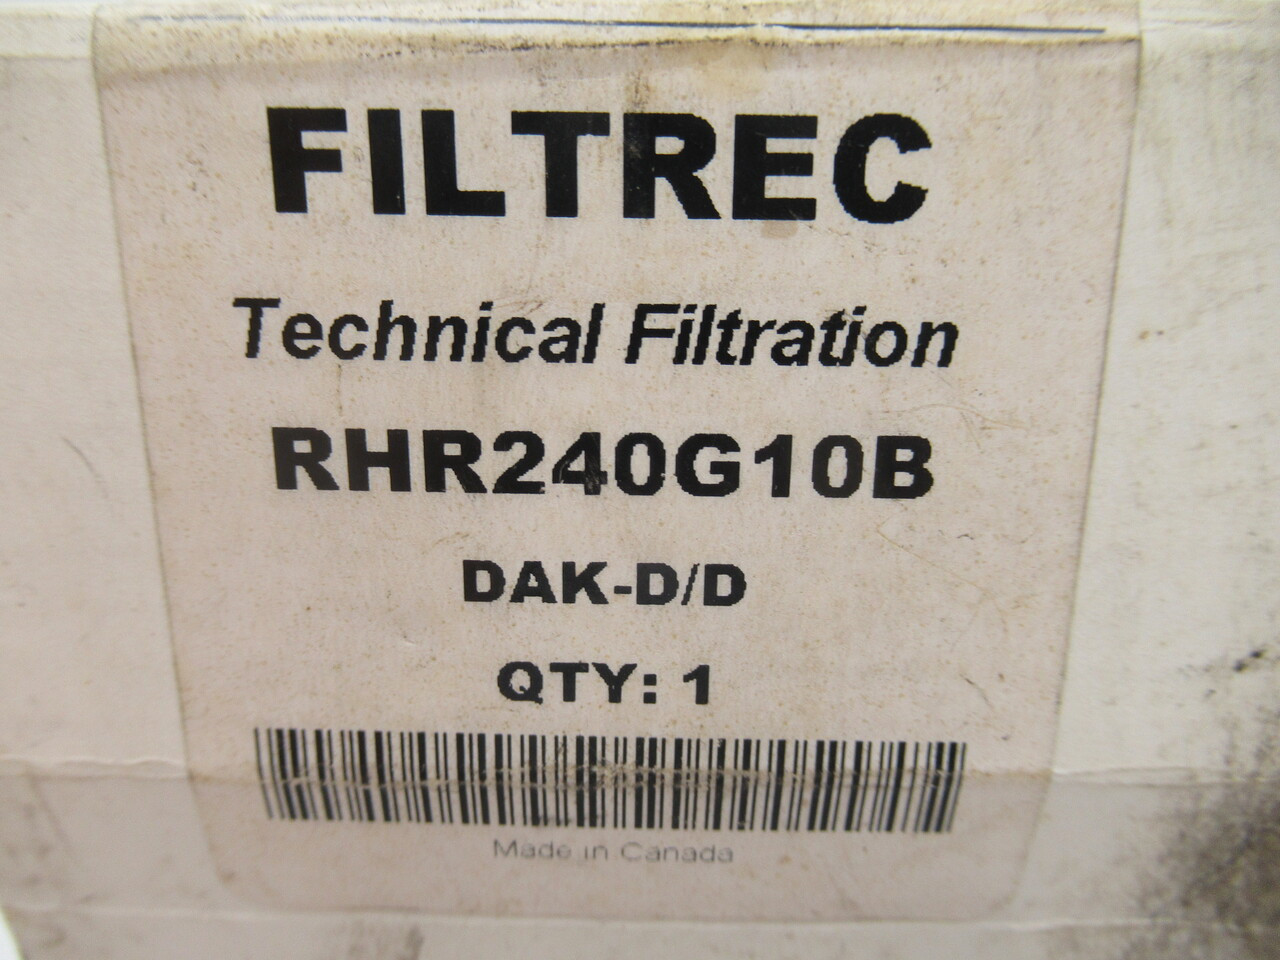 FILTREC
Technical Filtration
RHR240G10B
DAK-D/D
QTY: 1
Made in Canada